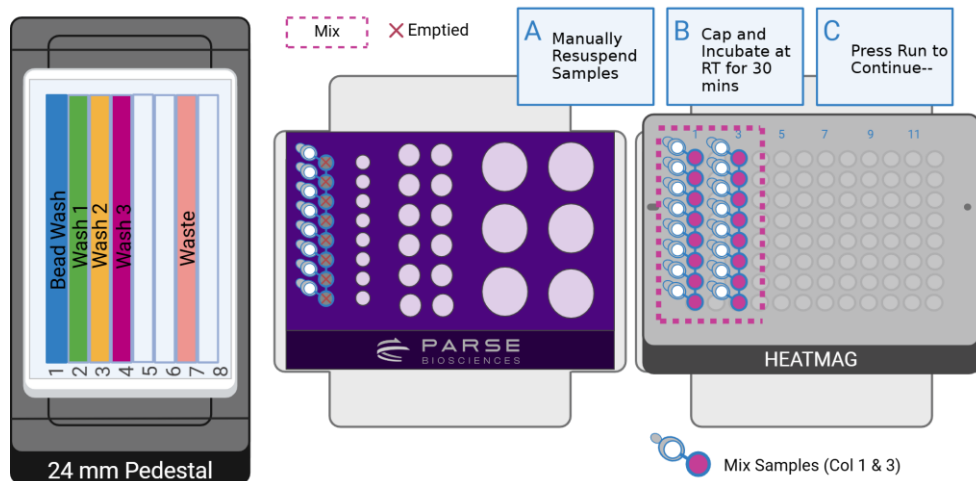 Mix
Emptied
A
Manually
Resuspend
Samples
B
Cap and
Incubate at
RT for 30
mins
C
Press Run to
Continue--
Bead Wash
Wash 1
Wash 2
Wash 3
Waste
1
2
3
4
5
6
7
8
24 mm Pedestal
PARSE
BIOSCIENCES
1 3 5 7 9 11
HEATMAG
Mix Samples (Col 1 & 3)